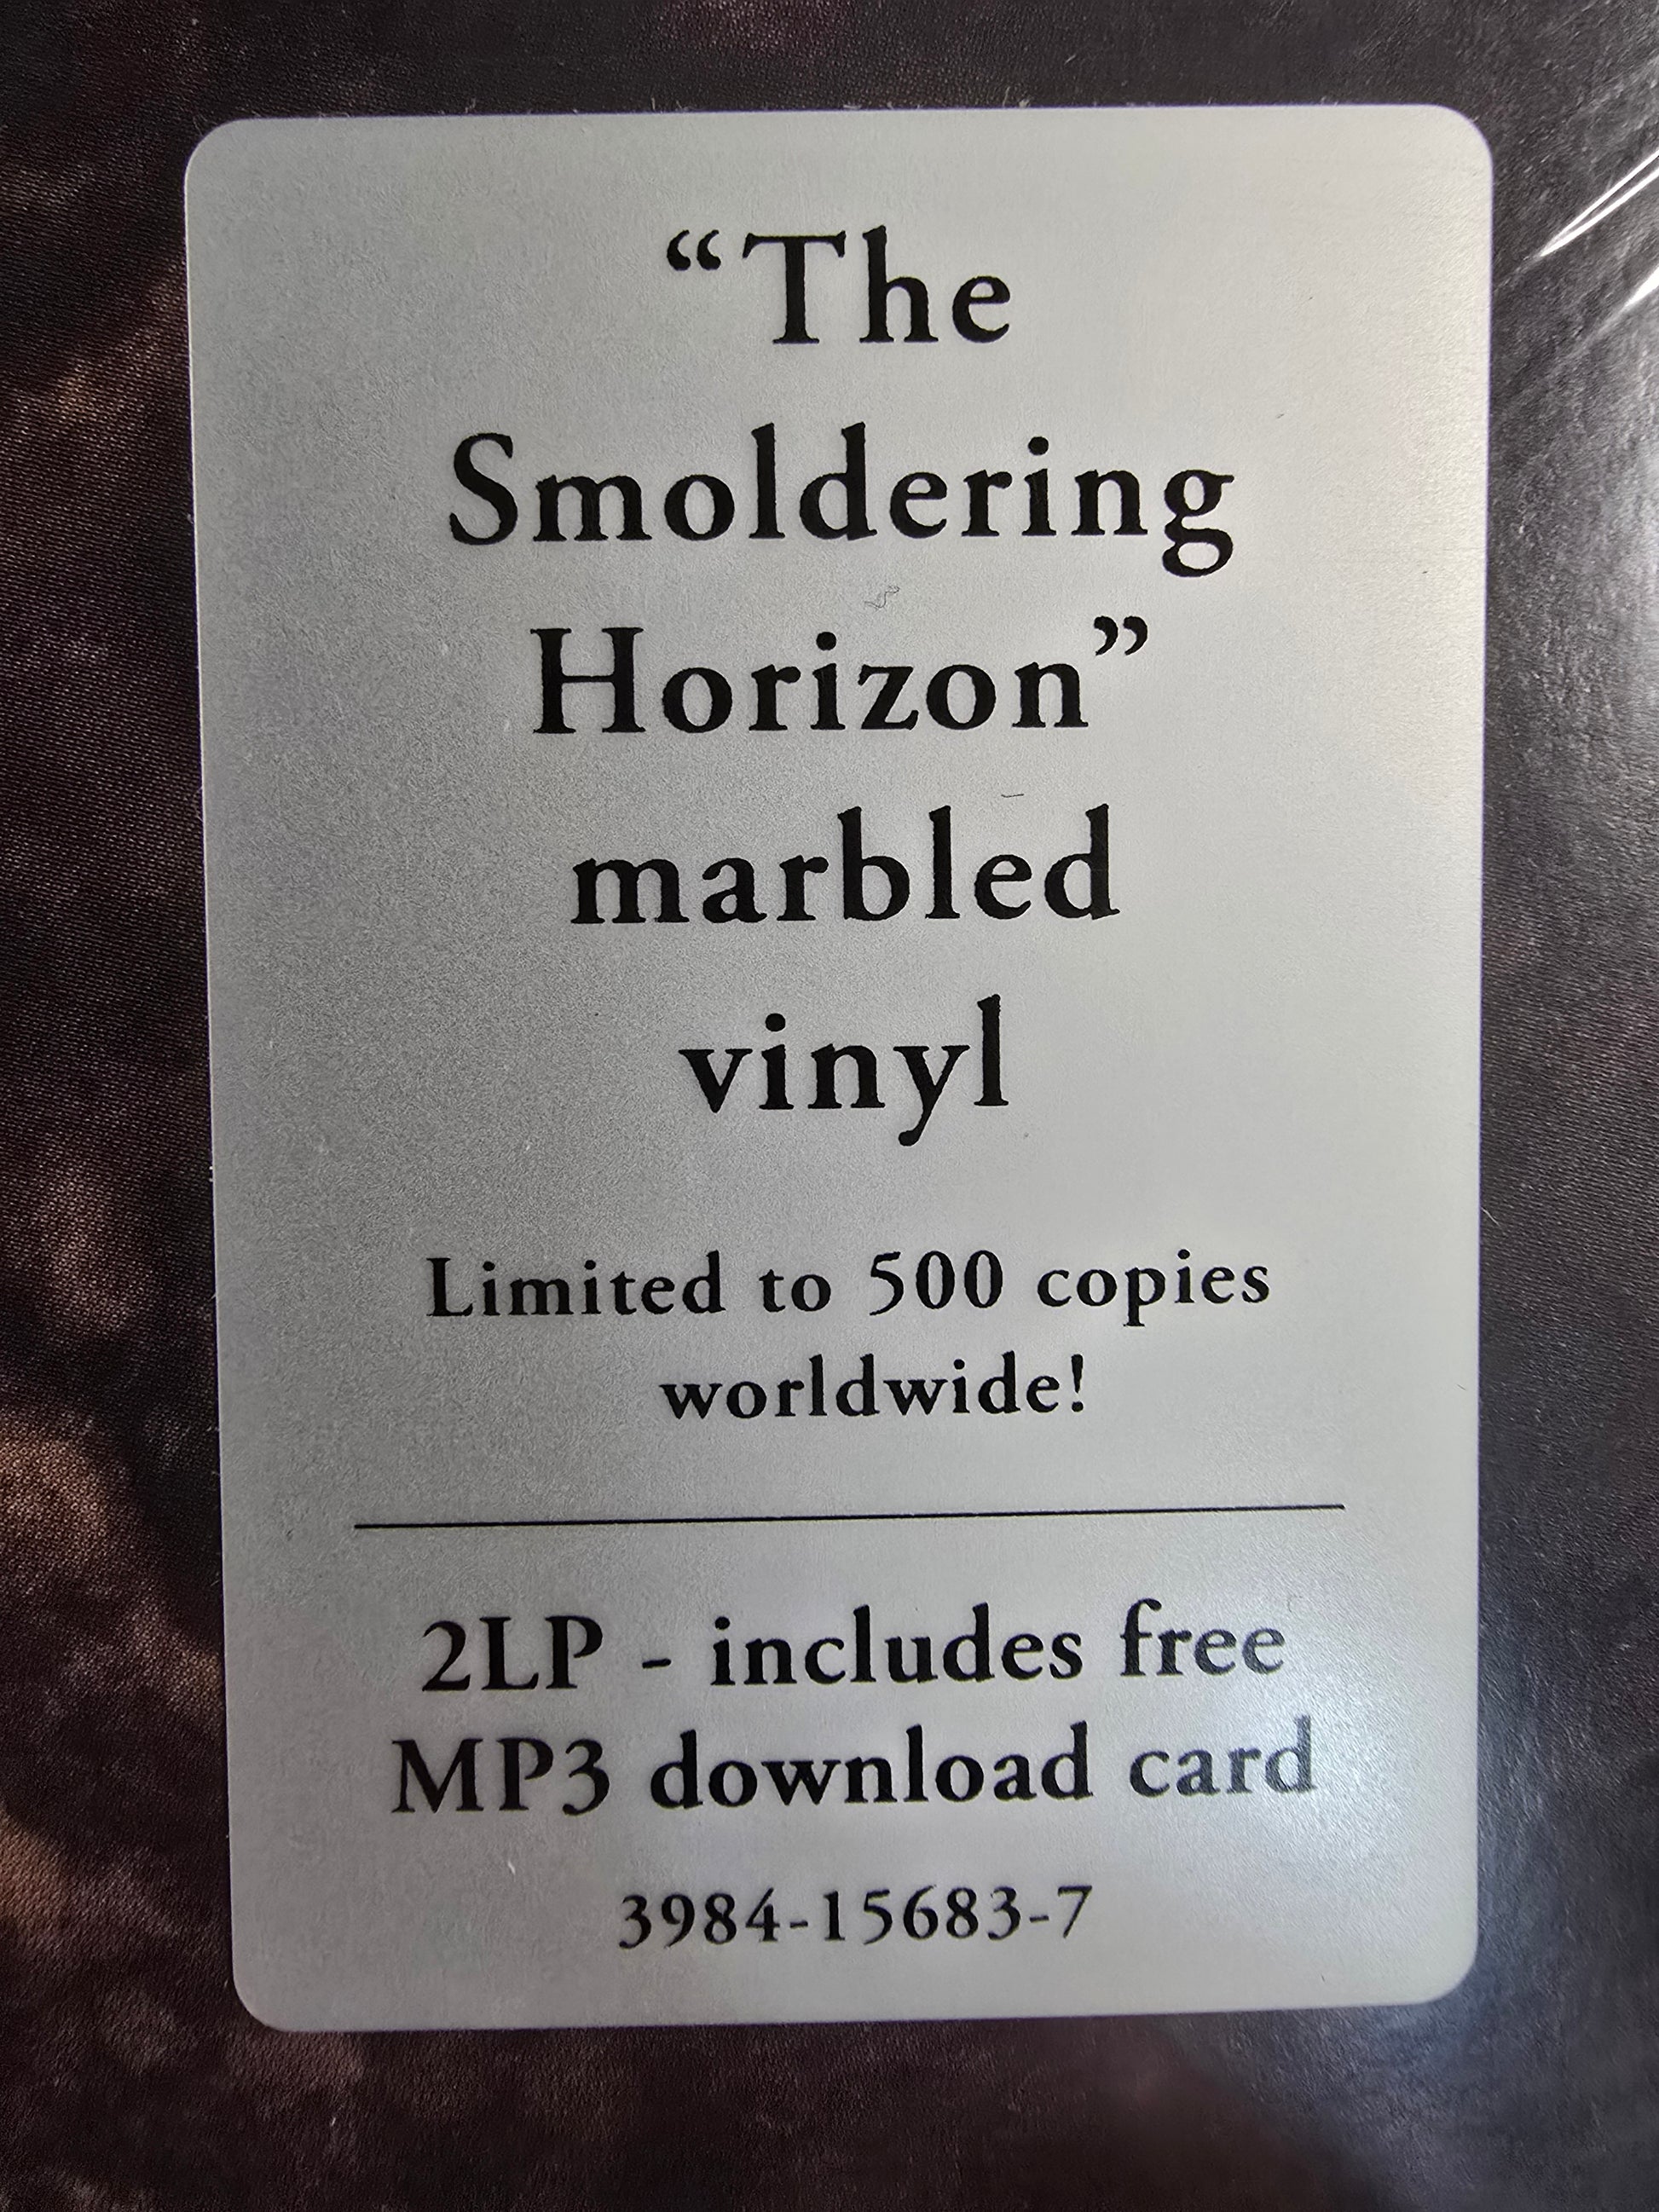 “The
Smoldering
Horizon”
marbled
vinyl
Limited to 500 copies
worldwide!
2LP - includes free
MP3 download card
3984-15683-7